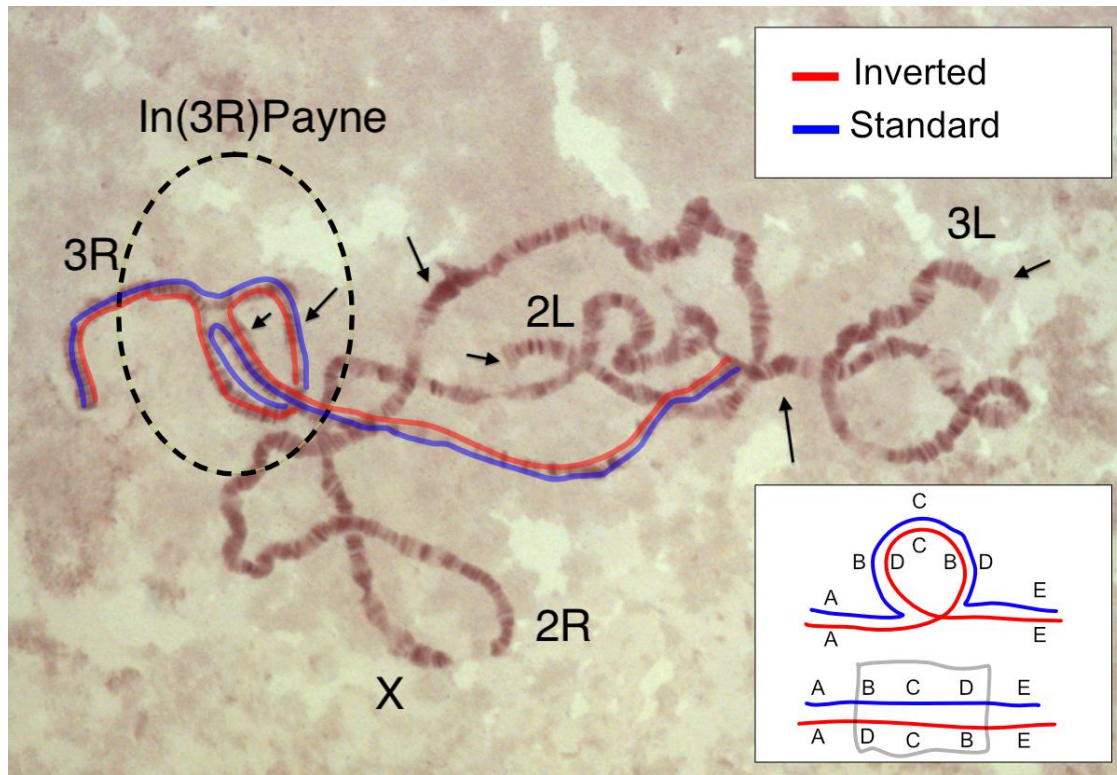 In(3R)Payne
Inverted
Standard
3R
3L
2L
2R
X
C
B D C B D
A E
A E
A B C D E
A D C B E